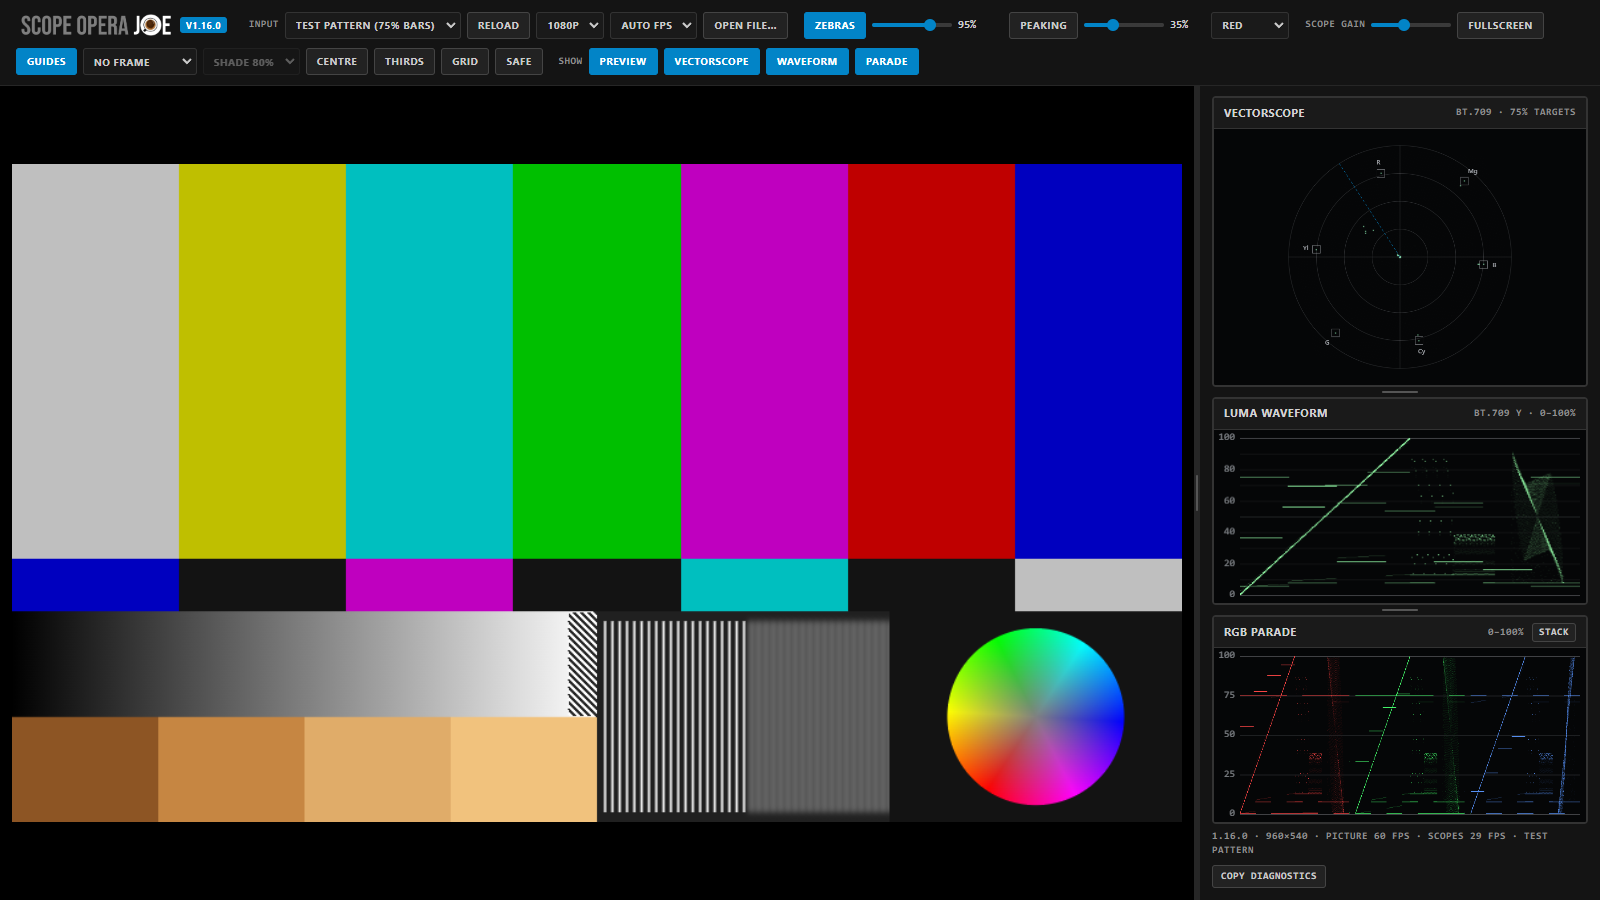 SCOPE OPERA JOE V1.16.0 INPUT TEST PATTERN (75% BARS) RELOAD 1080P AUTO FPS OPEN FILE... ZEBRAS 95% PEAKING 35% RED SCOPE GAIN FULLSCREEN
GUIDES NO FRAME SHADE 80% CENTRE THIRDS GRID SAFE SHOW PREVIEW VECTORSCOPE WAVEFORM PARADE
VECTORSCOPE BT.709 · 75% TARGETS
R
Mg
Yl
B
G
Cy
LUMA WAVEFORM BT.709 Y · 0–100%
100
80
60
40
20
0
RGB PARADE 0–100% STACK
100
75
50
25
0
1.16.0 · 960×540 · PICTURE 60 FPS · SCOPES 29 FPS · TEST
PATTERN
COPY DIAGNOSTICS